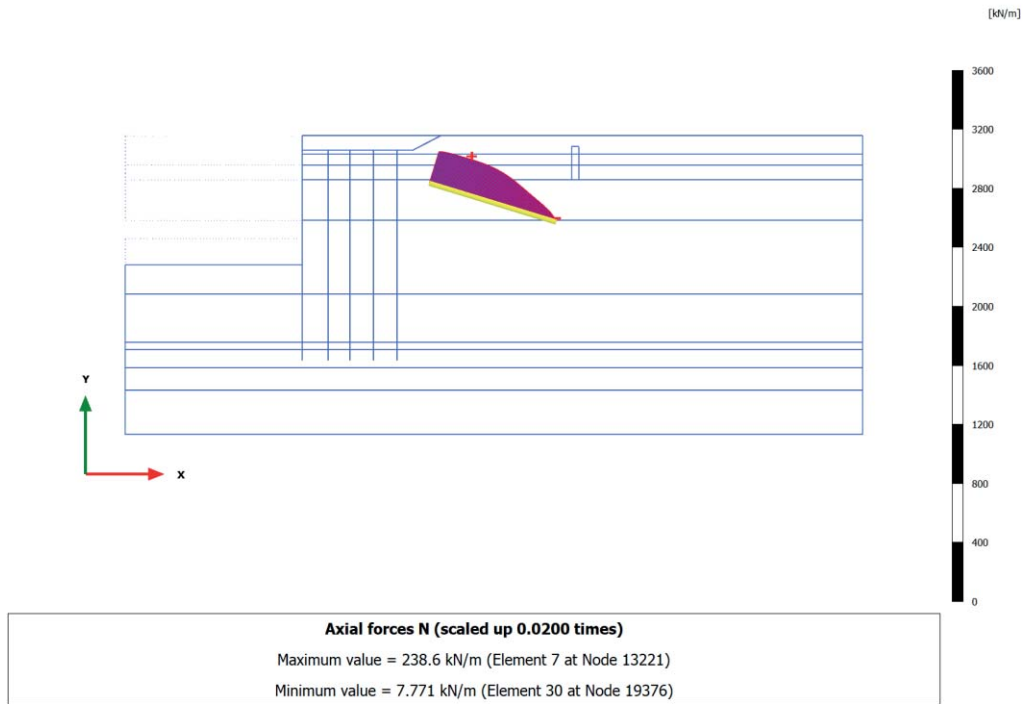 [kN/m]
3600
3200
2800
2400
2000
1600
1200
800
400
0
Y
X
Axial forces N (scaled up 0.0200 times)
Maximum value = 238.6 kN/m (Element 7 at Node 13221)
Minimum value = 7.771 kN/m (Element 30 at Node 19376)